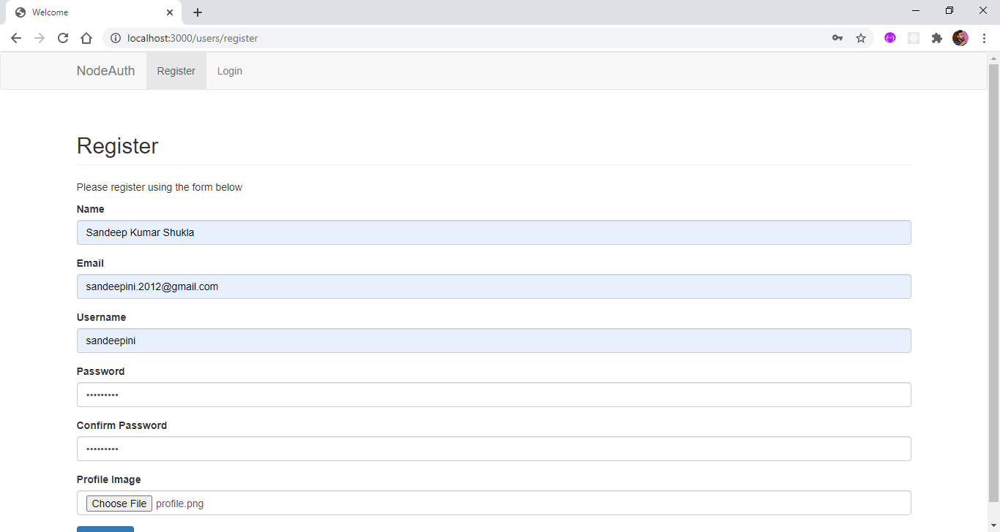 Welcome
localhost:3000/users/register
NodeAuth Register Login
Register
Please register using the form below
Name
Sandeep Kumar Shukla
Email
sandeepini.2012@gmail.com
Username
sandeepini
Password
•••••••••
Confirm Password
•••••••••
Profile Image
Choose File profile.png